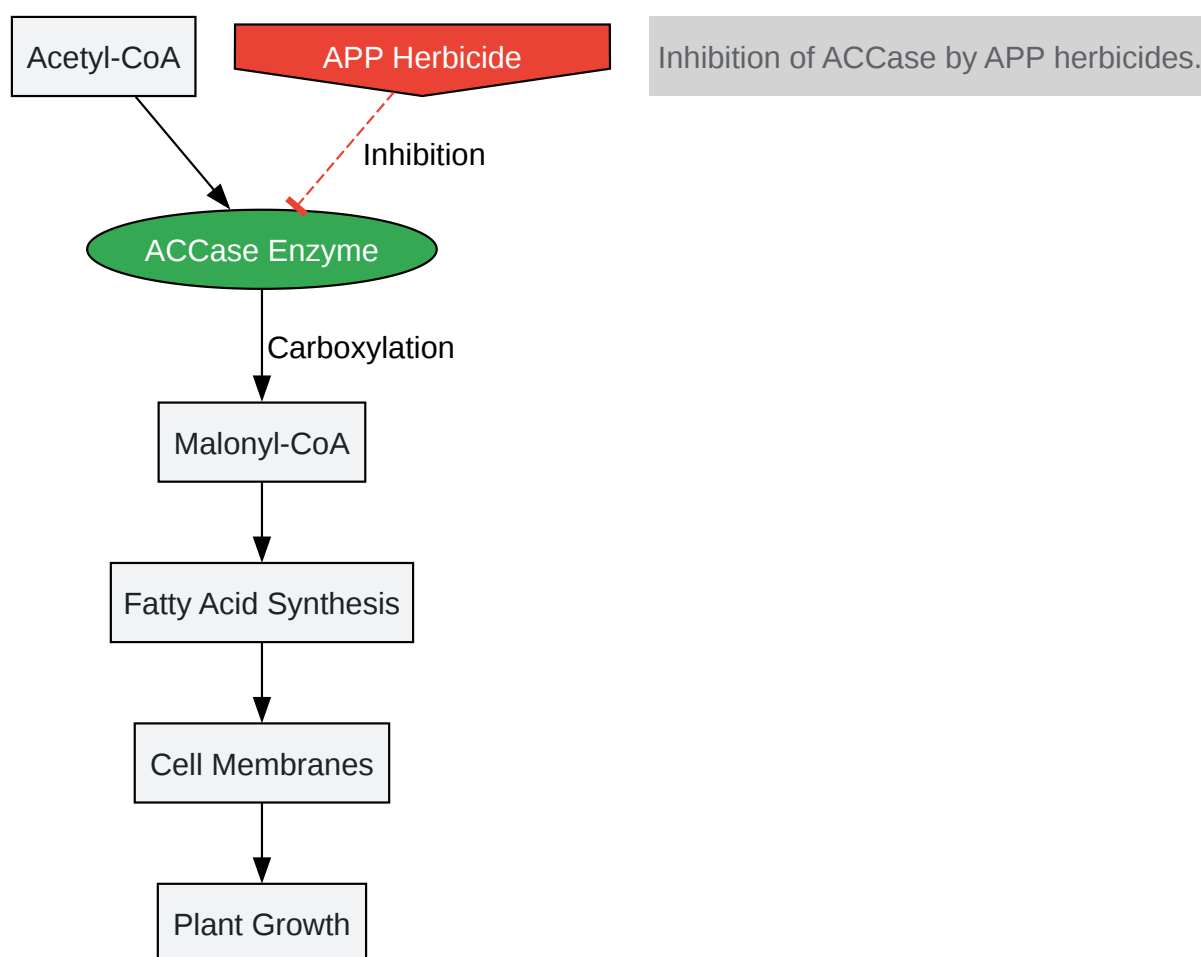 Acetyl-CoA
APP Herbicide
Inhibition of ACCase by APP herbicides.
Inhibition
ACCase Enzyme
Carboxylation
Malonyl-CoA
Fatty Acid Synthesis
Cell Membranes
Plant Growth